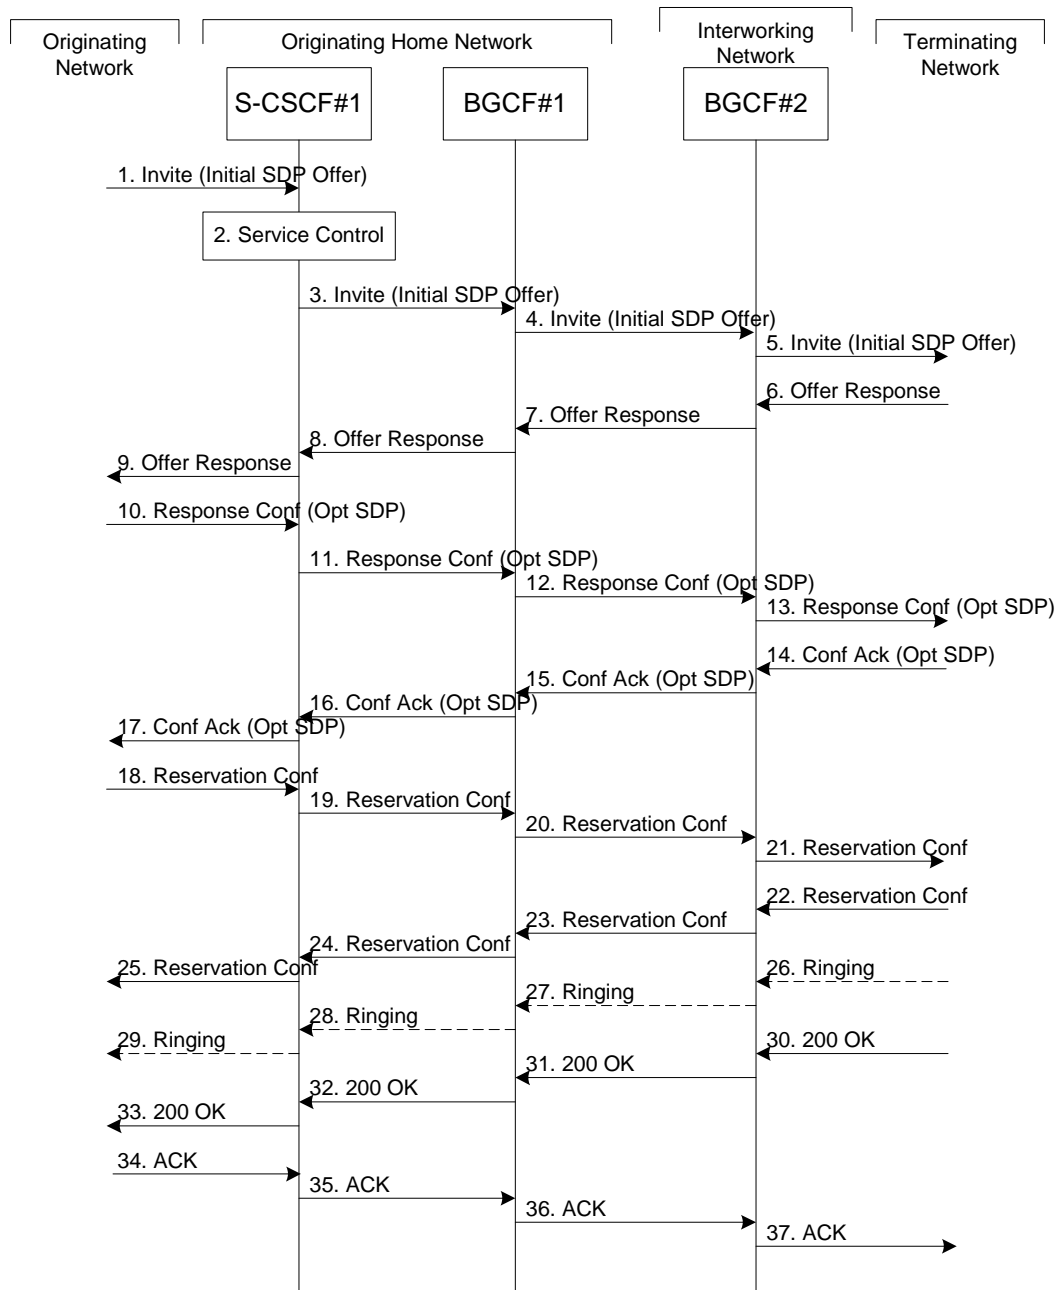 Originating
Network
Originating Home Network
Interworking
Network
Terminating
Network
S-CSCF#1
BGCF#1
BGCF#2
1. Invite (Initial SDP Offer)
2. Service Control
3. Invite (Initial SDP Offer)
4. Invite (Initial SDP Offer)
5. Invite (Initial SDP Offer)
6. Offer Response
7. Offer Response
8. Offer Response
9. Offer Response
10. Response Conf (Opt SDP)
11. Response Conf (Opt SDP)
12. Response Conf (Opt SDP)
13. Response Conf (Opt SDP)
14. Conf Ack (Opt SDP)
15. Conf Ack (Opt SDP)
16. Conf Ack (Opt SDP)
17. Conf Ack (Opt SDP)
18. Reservation Conf
19. Reservation Conf
20. Reservation Conf
21. Reservation Conf
22. Reservation Conf
23. Reservation Conf
24. Reservation Conf
25. Reservation Conf
26. Ringing
27. Ringing
28. Ringing
29. Ringing
30. 200 OK
31. 200 OK
32. 200 OK
33. 200 OK
34. ACK
35. ACK
36. ACK
37. ACK